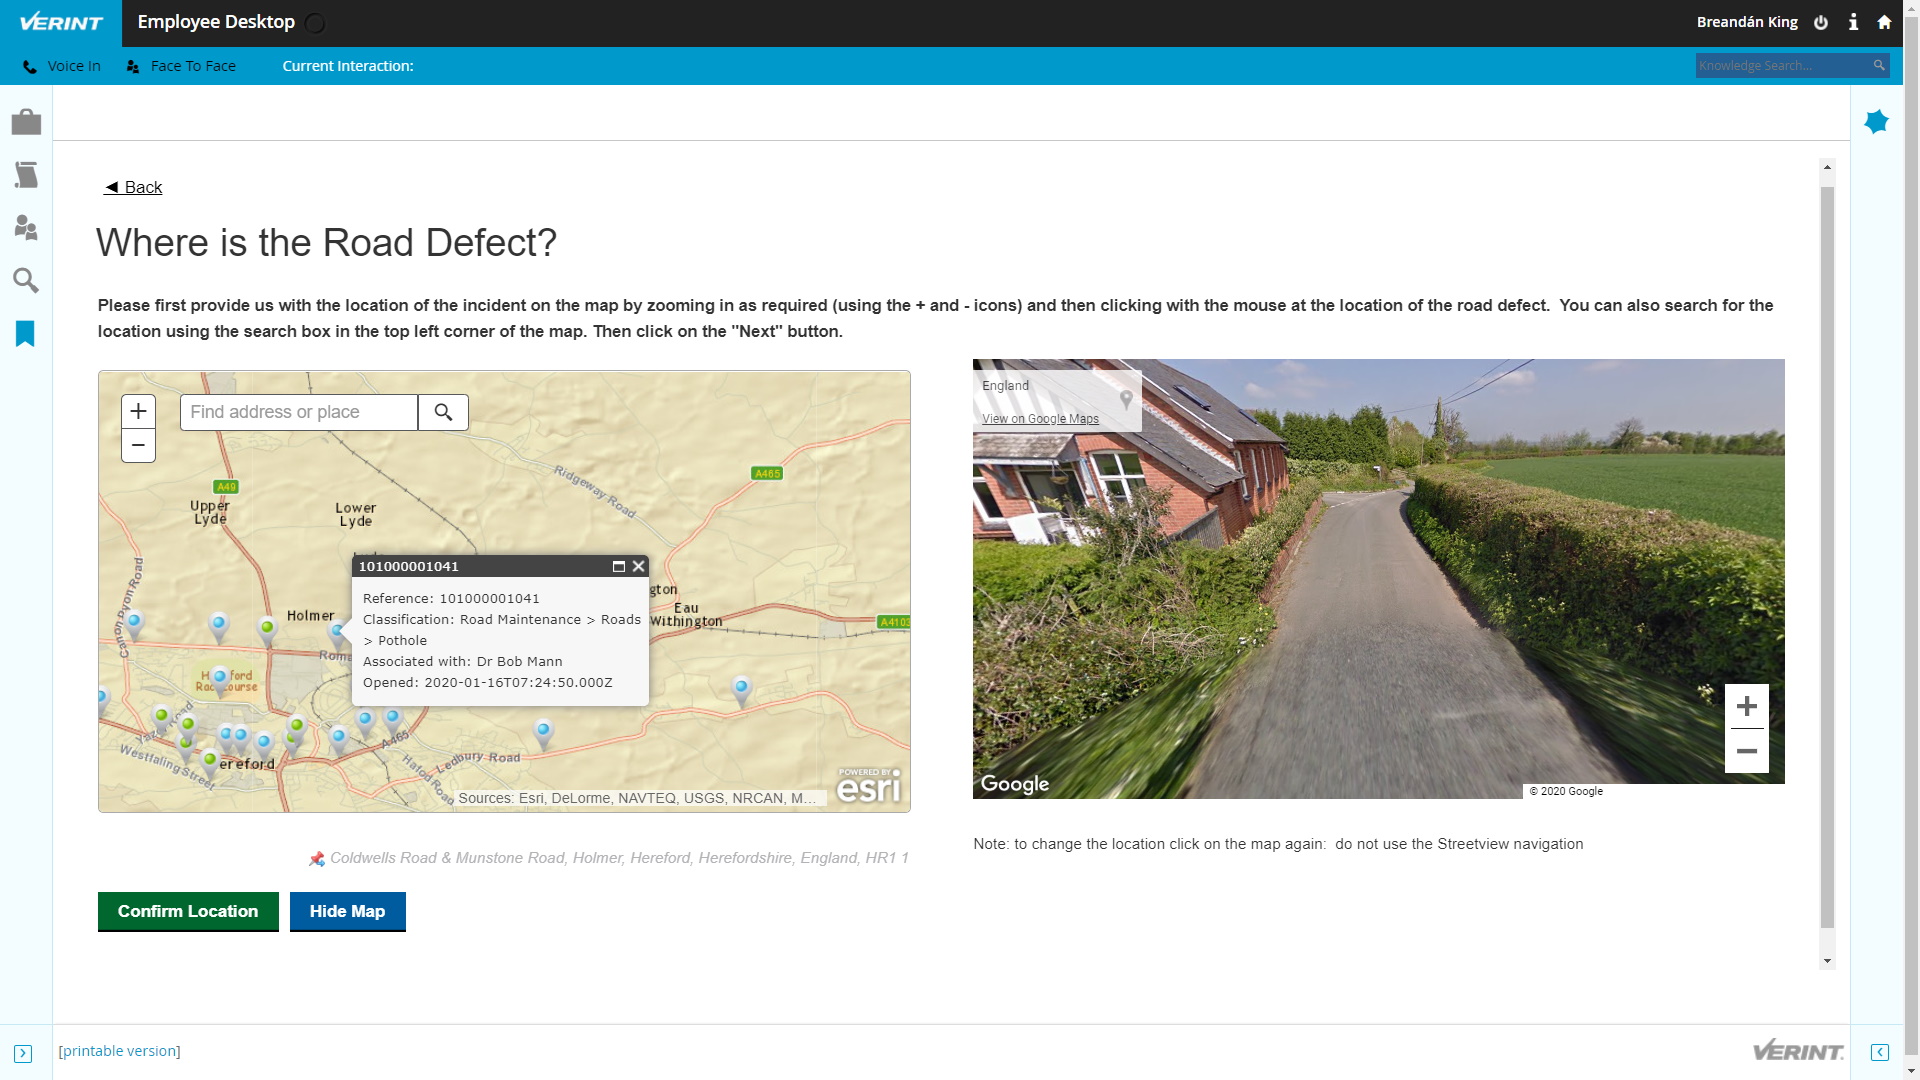 VERINT Employee Desktop
Breandán King
Voice In Face To Face Current Interaction:
Knowledge Search...
◄ Back
Where is the Road Defect?
Please first provide us with the location of the incident on the map by zooming in as required (using the + and - icons) and then clicking with the mouse at the location of the road defect. You can also search for the
location using the search box in the top left corner of the map. Then click on the "Next" button.
+
−
Find address or place
A49
A465
Upper
Lyde
Lower
Lyde
Ridgeway Road
Canon Pyon Road
Holmer
101000001041
Reference: 101000001041
Classification: Road Maintenance > Roads
> Pothole
Associated with: Dr Bob Mann
Opened: 2020-01-16T07:24:50.000Z
Eau
Withington
A4103
Westfaling Street
A465
Ledbury Road
Hafod Road
Sources: Esri, DeLorme, NAVTEQ, USGS, NRCAN, M...
POWERED BY
esri
England
View on Google Maps
+
−
Google
© 2020 Google
Coldwells Road & Munstone Road, Holmer, Hereford, Herefordshire, England, HR1 1
Note: to change the location click on the map again: do not use the Streetview navigation
Confirm Location Hide Map
[printable version]
VERINT